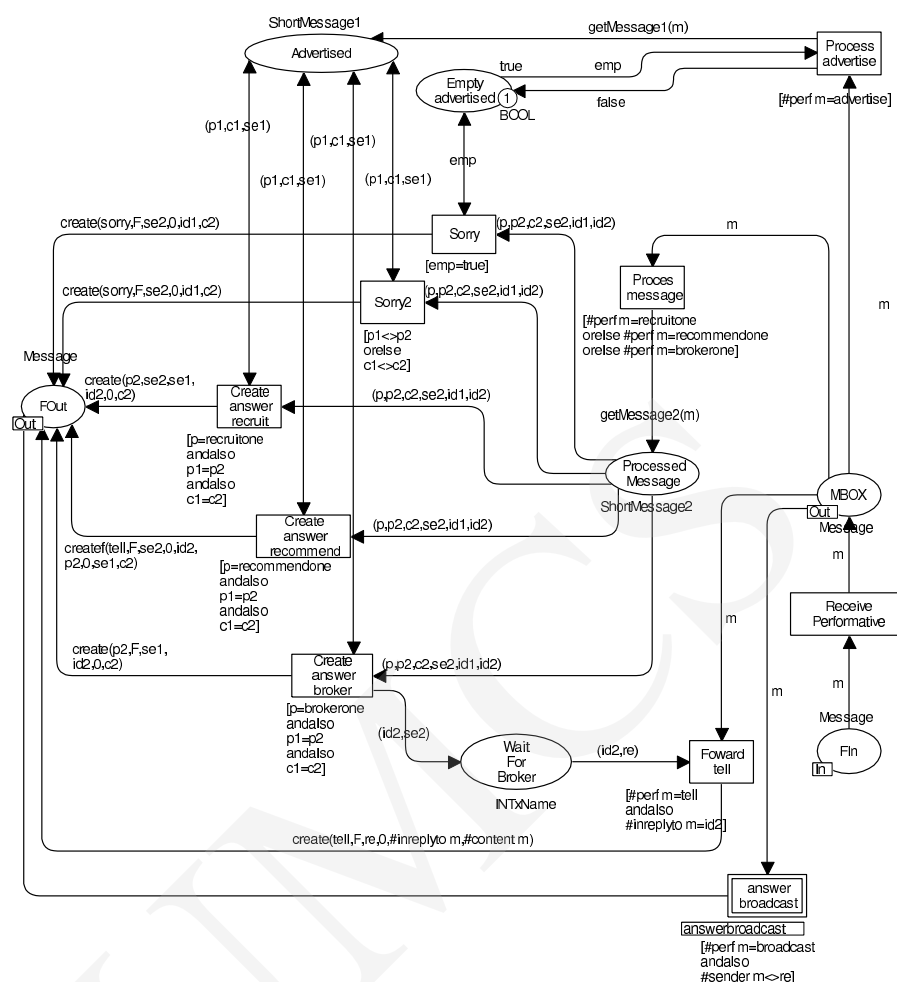 ShortMessage1
getMessage1(m)
Advertised
Process
advertise
true
emp
Empty
advertised
1
BOOL
false
[#perf m=advertise]
(p1,c1,se1)
(p1,c1,se1)
(p1,c1,se1)
(p1,c1,se1)
emp
m
create(sorry,F,se2,0,id1,c2)
Sorry
(p,p2,c2,se2,id1,id2)
[emp=true]
Proces
message
m
create(sorry,F,se2,0,id1,c2)
Sorry2
(p,p2,c2,se2,id1,id2)
[p1<>p2
orelse
c1<>c2]
[#perf m=recruitone
orelse #perf m=recommendone
orelse #perf m=brokerone]
Message
FOut
Out
create(p2,se2,se1,
id2,0,c2)
Create
answer
recruit
(p,p2,c2,se2,id1,id2)
getMessage2(m)
[p=recruitone
andalso
p1=p2
andalso
c1=c2]
Processed
Message
ShortMessage2
MBOX
Out
Message
createf(tell,F,se2,0,id2,
p2,0,se1,c2)
Create
answer
recommend
(p,p2,c2,se2,id1,id2)
[p=recommendone
andalso
p1=p2
andalso
c1=c2]
m
Receive
Performative
m
m
m
create(p2,F,se1,
id2,0,c2)
Create
answer
broker
(p,p2,c2,se2,id1,id2)
[p=brokerone
andalso
p1=p2
andalso
c1=c2]
(id2,se2)
Wait
For
Broker
INTxName
(id2,re)
Foward
tell
Message
FIn
In
[#perf m=tell
andalso
#inreplyto m=id2]
create(tell,F,re,0,#inreplyto m,#content m)
answer
broadcast
answerbroadcast
[#perf m=broadcast
andalso
#sender m<>re]
UMCS